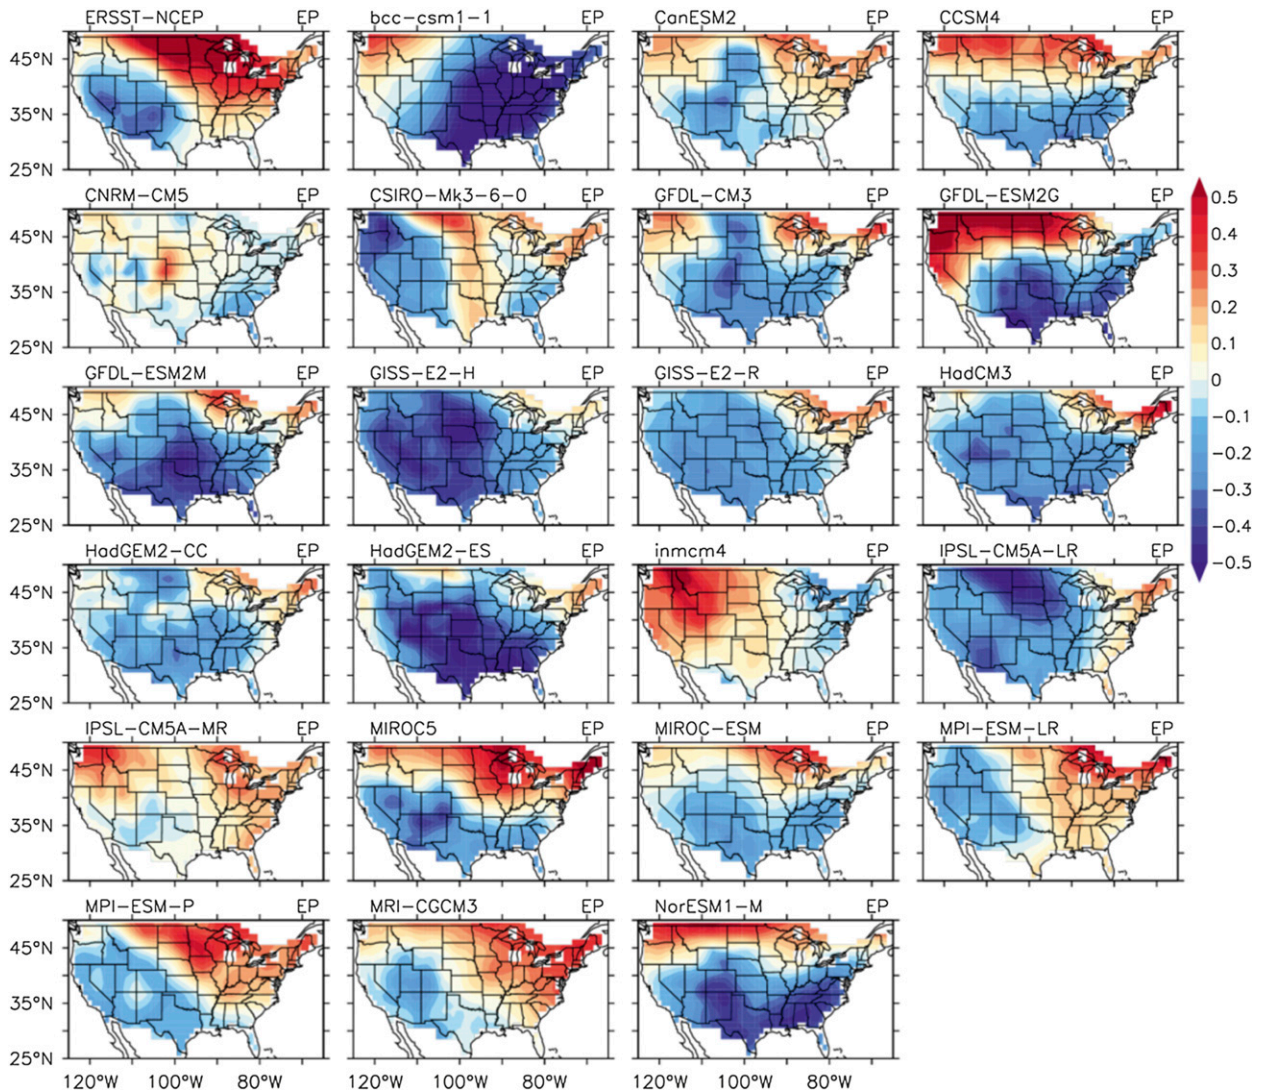 ERSST-NCEP EP bcc-csm1-1 EP CanESM2 EP CCSM4 EP
45°N
35°N
25°N
CNRM-CM5 EP CSIRO-Mk3-6-0 EP GFDL-CM3 EP GFDL-ESM2G EP
45°N
35°N
25°N
0.5
0.4
0.3
0.2
0.1
0
-0.1
-0.2
-0.3
-0.4
-0.5
GFDL-ESM2M EP GISS-E2-H EP GISS-E2-R EP HadCM3 EP
45°N
35°N
25°N
HadGEM2-CC EP HadGEM2-ES EP inmcm4 EP IPSL-CM5A-LR EP
45°N
35°N
25°N
IPSL-CM5A-MR EP MIROC5 EP MIROC-ESM EP MPI-ESM-LR EP
45°N
35°N
25°N
MPI-ESM-P EP MRI-CGCM3 EP NorESM1-M EP
45°N
35°N
25°N
120°W 100°W 80°W 120°W 100°W 80°W 120°W 100°W 80°W